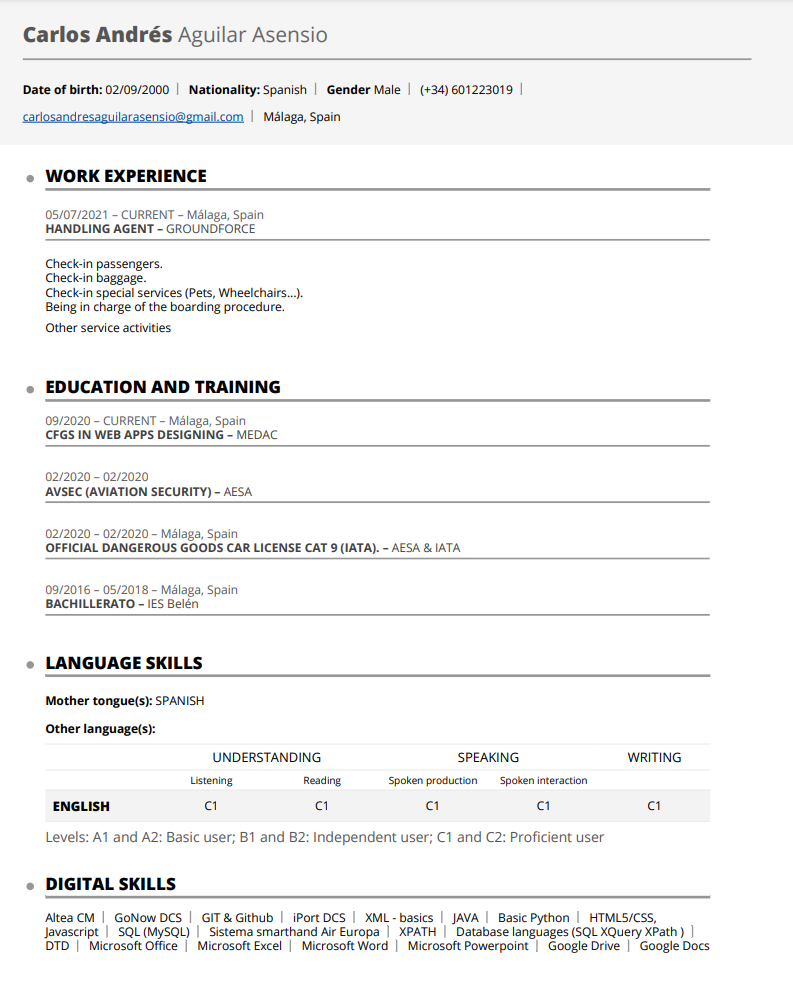 Carlos Andrés Aguilar Asensio
Date of birth: 02/09/2000 | Nationality: Spanish | Gender Male | (+34) 601223019 |
carlosandresaguilarasensio@gmail.com | Málaga, Spain
WORK EXPERIENCE
05/07/2021 – CURRENT – Málaga, Spain
HANDLING AGENT – GROUNDFORCE
Check-in passengers.
Check-in baggage.
Check-in special services (Pets, Wheelchairs...).
Being in charge of the boarding procedure.
Other service activities
EDUCATION AND TRAINING
09/2020 – CURRENT – Málaga, Spain
CFGS IN WEB APPS DESIGNING – MEDAC
02/2020 – 02/2020
AVSEC (AVIATION SECURITY) – AESA
02/2020 – 02/2020 – Málaga, Spain
OFFICIAL DANGEROUS GOODS CAR LICENSE CAT 9 (IATA). – AESA & IATA
09/2016 – 05/2018 – Málaga, Spain
BACHILLERATO – IES Belén
LANGUAGE SKILLS
Mother tongue(s): SPANISH
Other language(s):
UNDERSTANDING SPEAKING WRITING
Listening Reading Spoken production Spoken interaction
ENGLISH C1 C1 C1 C1 C1
Levels: A1 and A2: Basic user; B1 and B2: Independent user; C1 and C2: Proficient user
DIGITAL SKILLS
Altea CM | GoNow DCS | GIT & Github | iPort DCS | XML - basics | JAVA | Basic Python | HTML5/CSS,
Javascript | SQL (MySQL) | Sistema smarthand Air Europa | XPATH | Database languages (SQL XQuery XPath ) |
DTD | Microsoft Office | Microsoft Excel | Microsoft Word | Microsoft Powerpoint | Google Drive | Google Docs